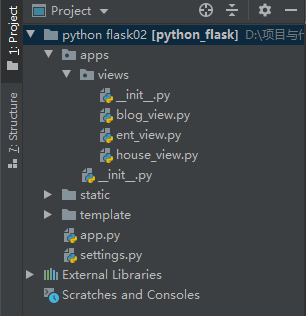 Project
1: Project
7: Structure
python flask02 [python_flask] D:\项目与
apps
views
__init__.py
blog_view.py
ent_view.py
house_view.py
__init__.py
static
template
app.py
settings.py
External Libraries
Scratches and Consoles